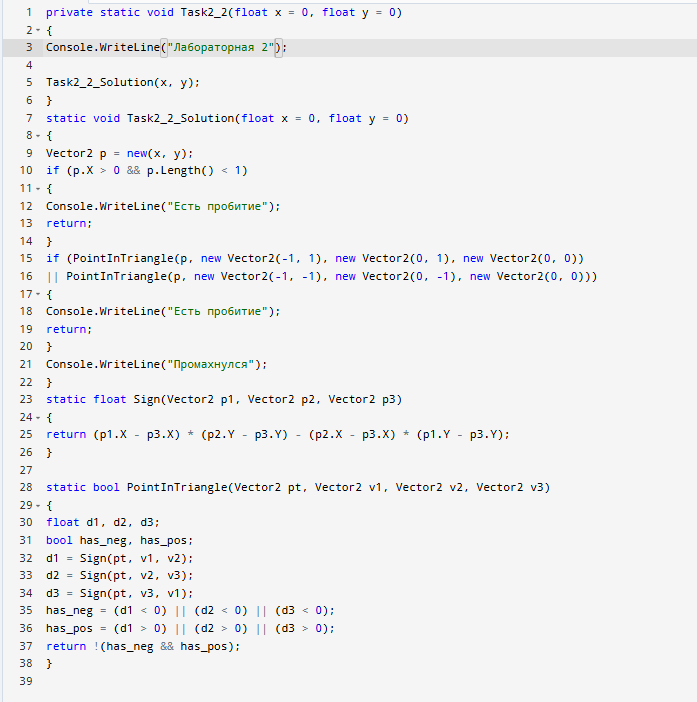 1 private static void Task2_2(float x = 0, float y = 0)
2 {
3 Console.WriteLine("Лабораторная 2");
4
5 Task2_2_Solution(x, y);
6 }
7 static void Task2_2_Solution(float x = 0, float y = 0)
8 {
9 Vector2 p = new(x, y);
10 if (p.X > 0 && p.Length() < 1)
11 {
12 Console.WriteLine("Есть пробитие");
13 return;
14 }
15 if (PointInTriangle(p, new Vector2(-1, 1), new Vector2(0, 1), new Vector2(0, 0))
16 || PointInTriangle(p, new Vector2(-1, -1), new Vector2(0, -1), new Vector2(0, 0)))
17 {
18 Console.WriteLine("Есть пробитие");
19 return;
20 }
21 Console.WriteLine("Промахнулся");
22 }
23 static float Sign(Vector2 p1, Vector2 p2, Vector2 p3)
24 {
25 return (p1.X - p3.X) * (p2.Y - p3.Y) - (p2.X - p3.X) * (p1.Y - p3.Y);
26 }
27
28 static bool PointInTriangle(Vector2 pt, Vector2 v1, Vector2 v2, Vector2 v3)
29 {
30 float d1, d2, d3;
31 bool has_neg, has_pos;
32 d1 = Sign(pt, v1, v2);
33 d2 = Sign(pt, v2, v3);
34 d3 = Sign(pt, v3, v1);
35 has_neg = (d1 < 0) || (d2 < 0) || (d3 < 0);
36 has_pos = (d1 > 0) || (d2 > 0) || (d3 > 0);
37 return !(has_neg && has_pos);
38 }
39